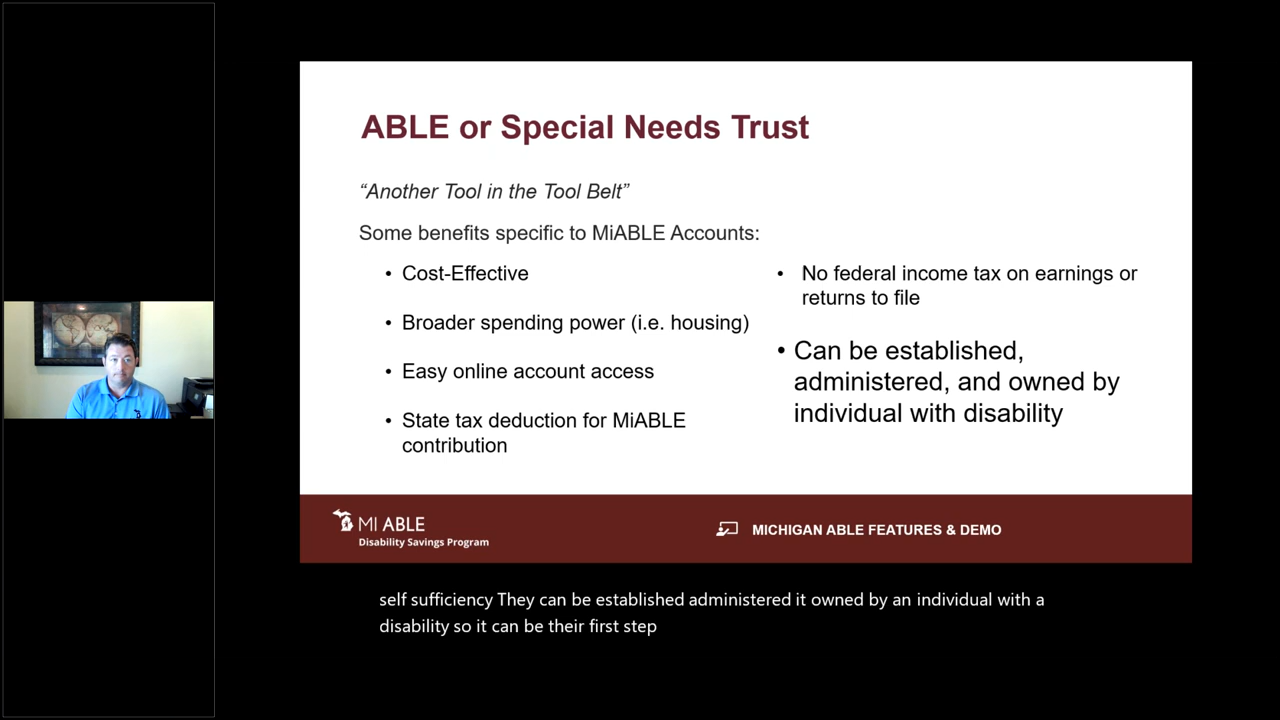 ABLE or Special Needs Trust
“Another Tool in the Tool Belt”
Some benefits specific to MiABLE Accounts:
• Cost-Effective
• Broader spending power (i.e. housing)
• Easy online account access
• State tax deduction for MiABLE
contribution
• No federal income tax on earnings or
returns to file
• Can be established,
administered, and owned by
individual with disability
MI ABLE
Disability Savings Program
MICHIGAN ABLE FEATURES & DEMO
self sufficiency They can be established administered it owned by an individual with a
disability so it can be their first step